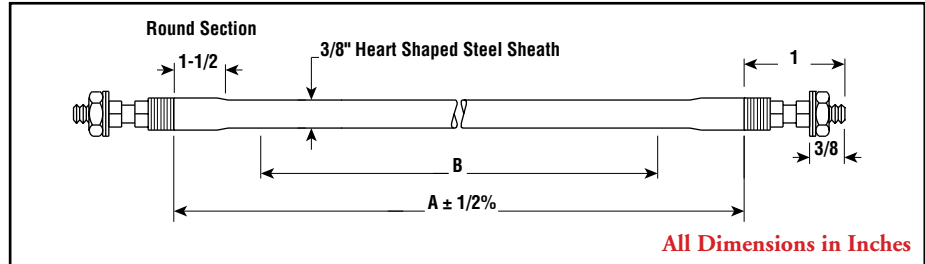 Round Section
3/8" Heart Shaped Steel Sheath
1-1/2
1
3/8
B
A ± 1/2%
All Dimensions in Inches